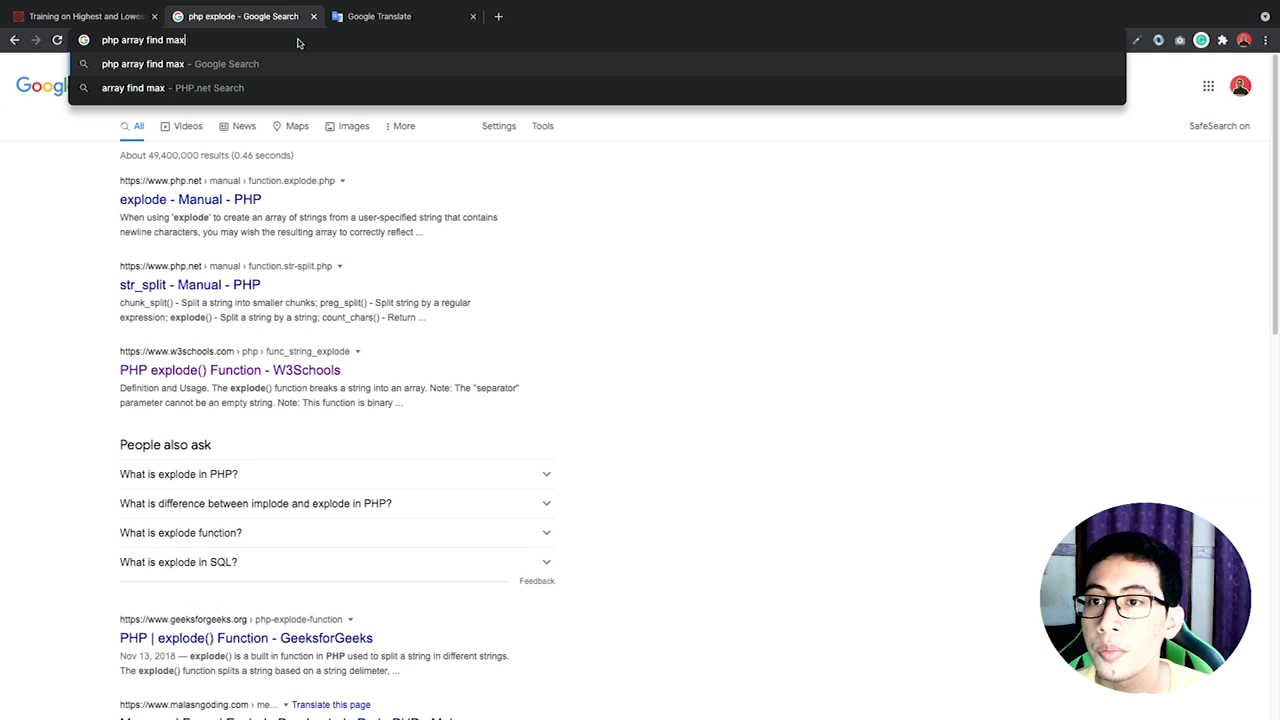 Training on Highest and Lowes
php explode - Google Search
Google Translate
php array find max
php array find max - Google Search
array find max - PHP.net Search
Googl
All
Videos
News
Maps
Images
More
Settings
Tools
SafeSearch on
About 49,400,000 results (0.46 seconds)
https://www.php.net › manual › function.explode.php
explode - Manual - PHP
When using 'explode' to create an array of strings from a user-specified string that contains
newline characters, you may wish the resulting array to correctly reflect ...
https://www.php.net › manual › function.str-split.php
str_split - Manual - PHP
chunk_split() - Split a string into smaller chunks; preg_split() - Split string by a regular
expression; explode() - Split a string by a string; count_chars() - Return ...
https://www.w3schools.com › php › func_string_explode
PHP explode() Function - W3Schools
Definition and Usage. The explode() function breaks a string into an array. Note: The "separator"
parameter cannot be an empty string. Note: This function is binary ...
People also ask
What is explode in PHP?
What is difference between implode and explode in PHP?
What is explode function?
What is explode in SQL?
Feedback
https://www.geeksforgeeks.org › php-explode-function
PHP | explode() Function - GeeksforGeeks
Nov 13, 2018 — explode() is a built in function in PHP used to split a string in different strings.
The explode() function splits a string based on a string delimiter, ...
https://www.malasngoding.com › me... Translate this page